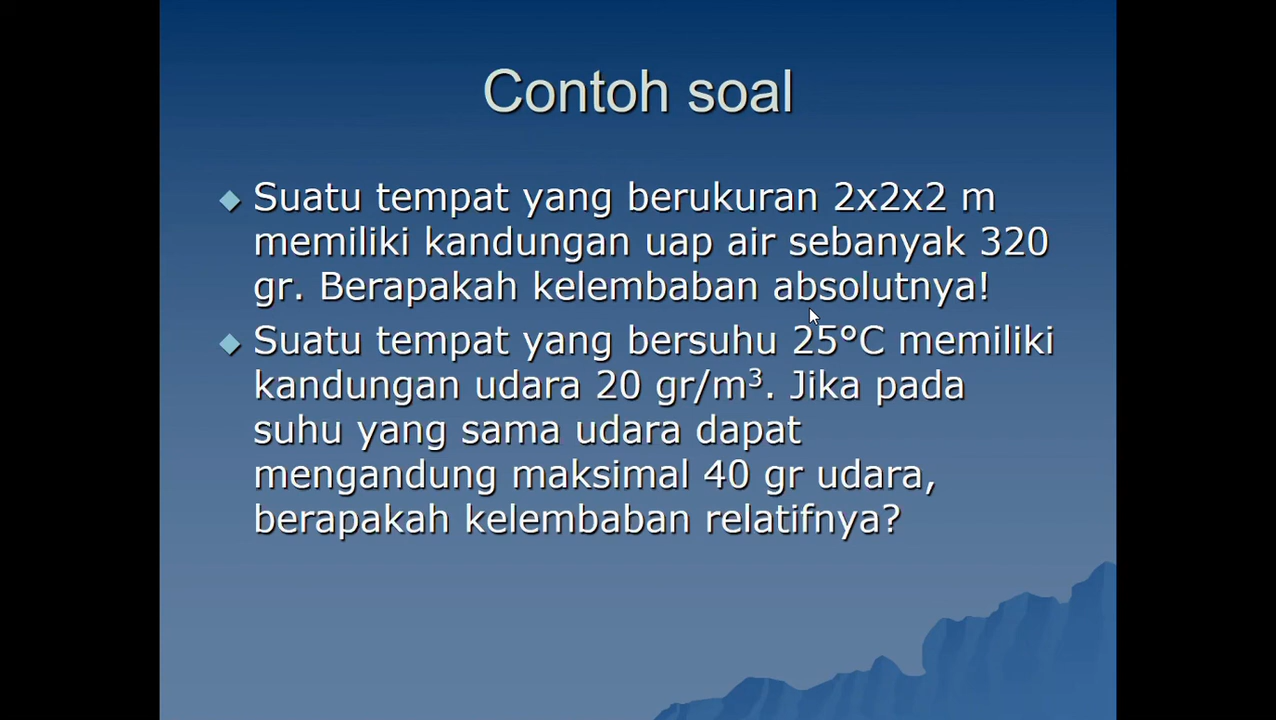 Contoh soal
Suatu tempat yang berukuran 2x2x2 m
memiliki kandungan uap air sebanyak 320
gr. Berapakah kelembaban absolutnya!
Suatu tempat yang bersuhu 25°C memiliki
kandungan udara 20 gr/m³. Jika pada
suhu yang sama udara dapat
mengandung maksimal 40 gr udara,
berapakah kelembaban relatifnya?